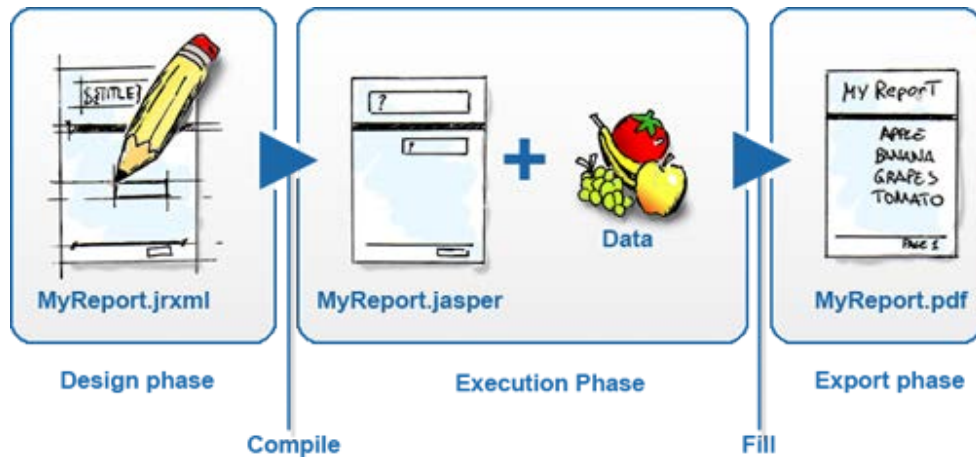 ${TITLE}
MyReport.jrxml
Design phase
Compile
?
?
MyReport.jasper
+
Data
Execution Phase
Fill
MY REPORT
APPLE
BANANA
GRAPES
TOMATO
PAGE 1
MyReport.pdf
Export phase